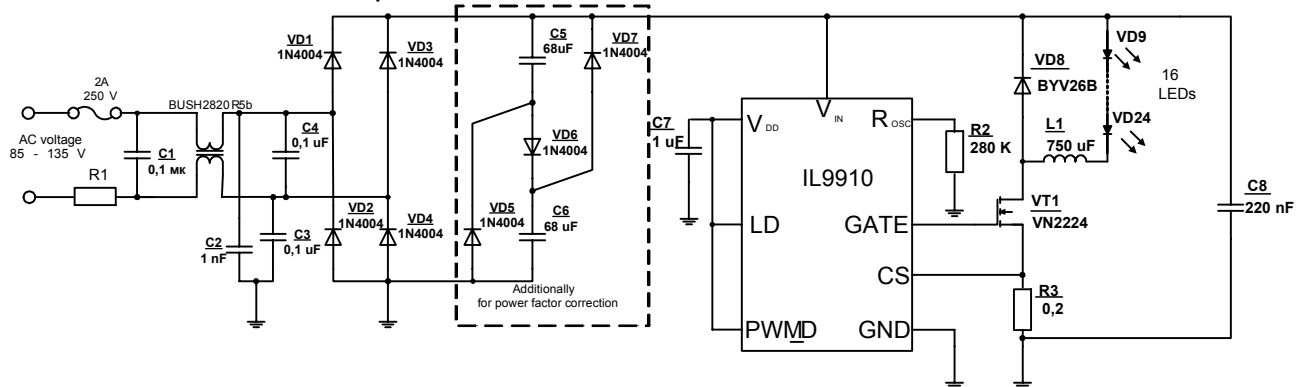 2A
250 V
AC voltage
85 - 135 V
R1
C1
0,1 мк
BUSH2820 R5b
C4
0,1 uF
C2
1 nF
C3
0,1 uF
VD1
1N4004
VD3
1N4004
VD2
1N4004
VD4
1N4004
C5
68uF
VD7
1N4004
VD6
1N4004
VD5
1N4004
C6
68 uF
Additionally
for power factor correction
C7
1 uF
VDD
VIN
ROSC
IL9910
LD
GATE
CS
PWMD
GND
R2
280 K
VD8
BYV26B
L1
750 uF
VD9
16
LEDs
VD24
VT1
VN2224
R3
0,2
C8
220 nF